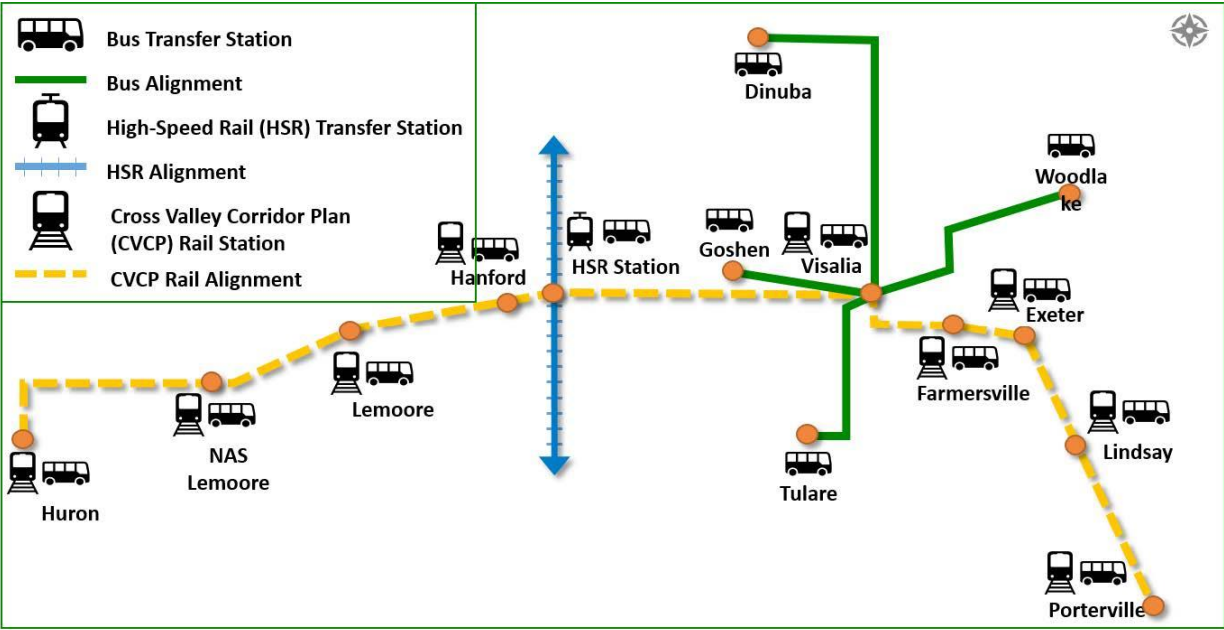 Bus Transfer Station
Bus Alignment
High-Speed Rail (HSR) Transfer Station
HSR Alignment
Cross Valley Corridor Plan
(CVCP) Rail Station
CVCP Rail Alignment
Dinuba
Woodla
ke
Goshen
Visalia
HSR Station
Hanford
Exeter
Farmersville
Lemoore
Lindsay
NAS
Lemoore
Tulare
Huron
Porterville